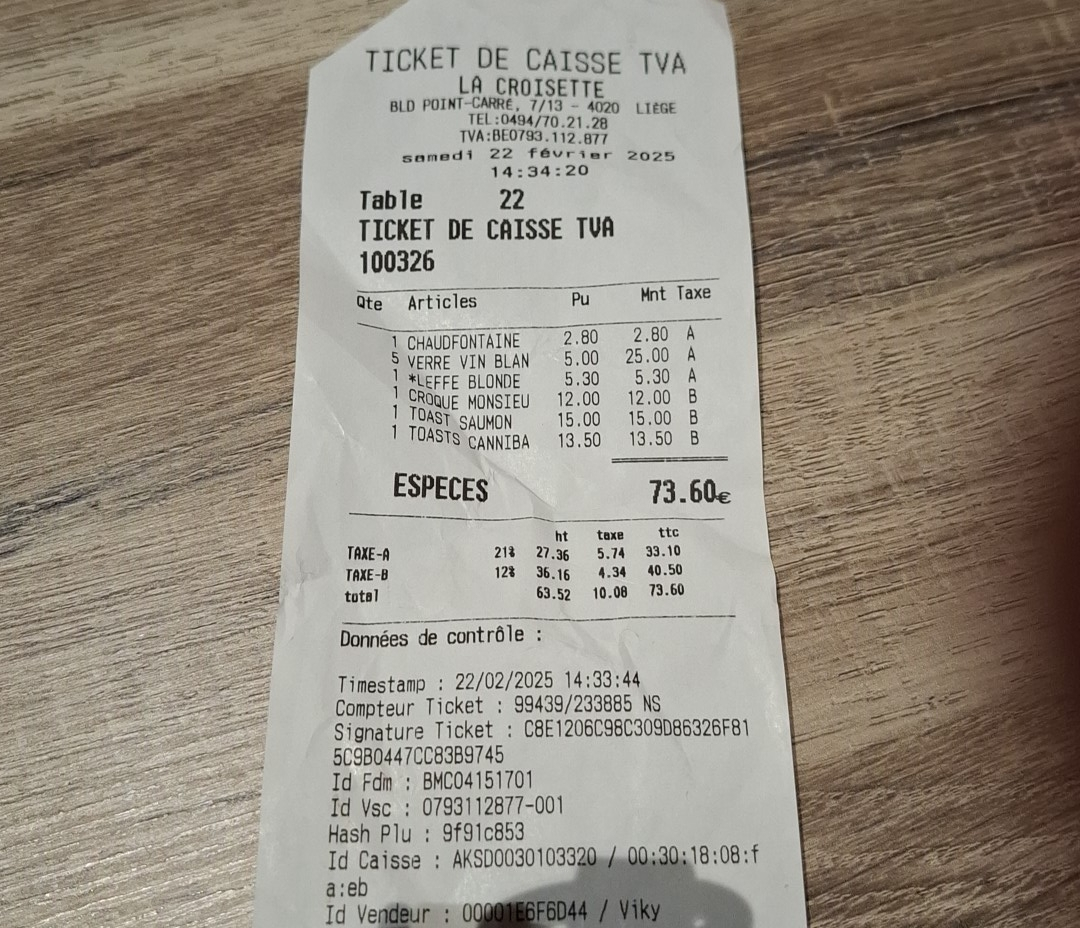 TICKET DE CAISSE TVA
LA CROISETTE
BLD POINT-CARRÉ, 7/13 - 4020 LIÈGE
TEL:0494/70.21.28
TVA:BE0793.112.877
samedi 22 février 2025
14:34:20
Table 22
TICKET DE CAISSE TVA
100326
Qte Articles Pu Mnt Taxe
1 CHAUDFONTAINE 2.80 2.80 A
5 VERRE VIN BLAN 5.00 25.00 A
1 *LEFFE BLONDE 5.30 5.30 A
1 CROQUE MONSIEU 12.00 12.00 B
1 TOAST SAUMON 15.00 15.00 B
1 TOASTS CANNIBA 13.50 13.50 B
ESPECES 73.60€
ht taxe ttc
TAXE-A 21% 27.36 5.74 33.10
TAXE-B 12% 36.16 4.34 40.50
total 63.52 10.08 73.60
Données de contrôle :
Timestamp : 22/02/2025 14:33:44
Compteur Ticket : 99439/233885 NS
Signature Ticket : C8E1206C98C309D86326F81
5C9B0447CC83B9745
Id Fdm : BMC04151701
Id Vsc : 0793112877-001
Hash Plu : 9f91c853
Id Caisse : AKSD0030103320 / 00:30:18:08:f
a:eb
Id Vendeur : 00001E6F6D44 / Viky